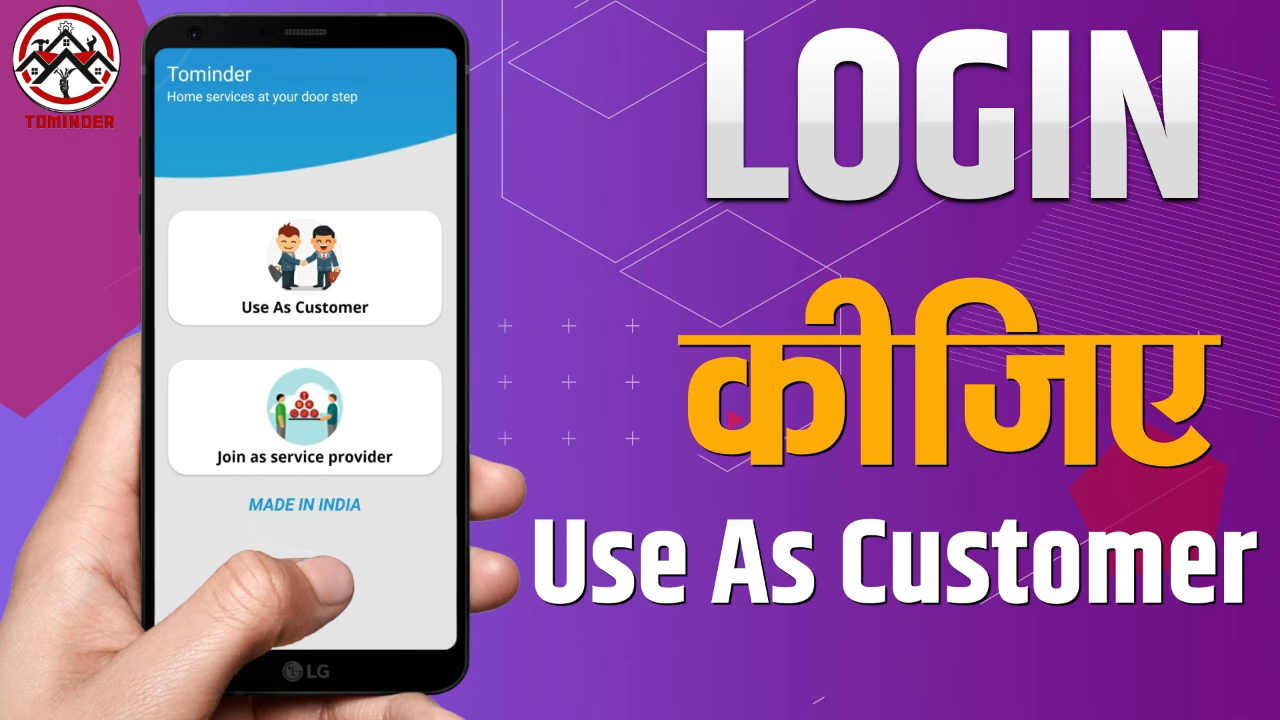 TOMINDER
Tominder
Home services at your door step
Use As Customer
Join as service provider
MADE IN INDIA
LG
LOGIN
कीजिए
Use As Customer